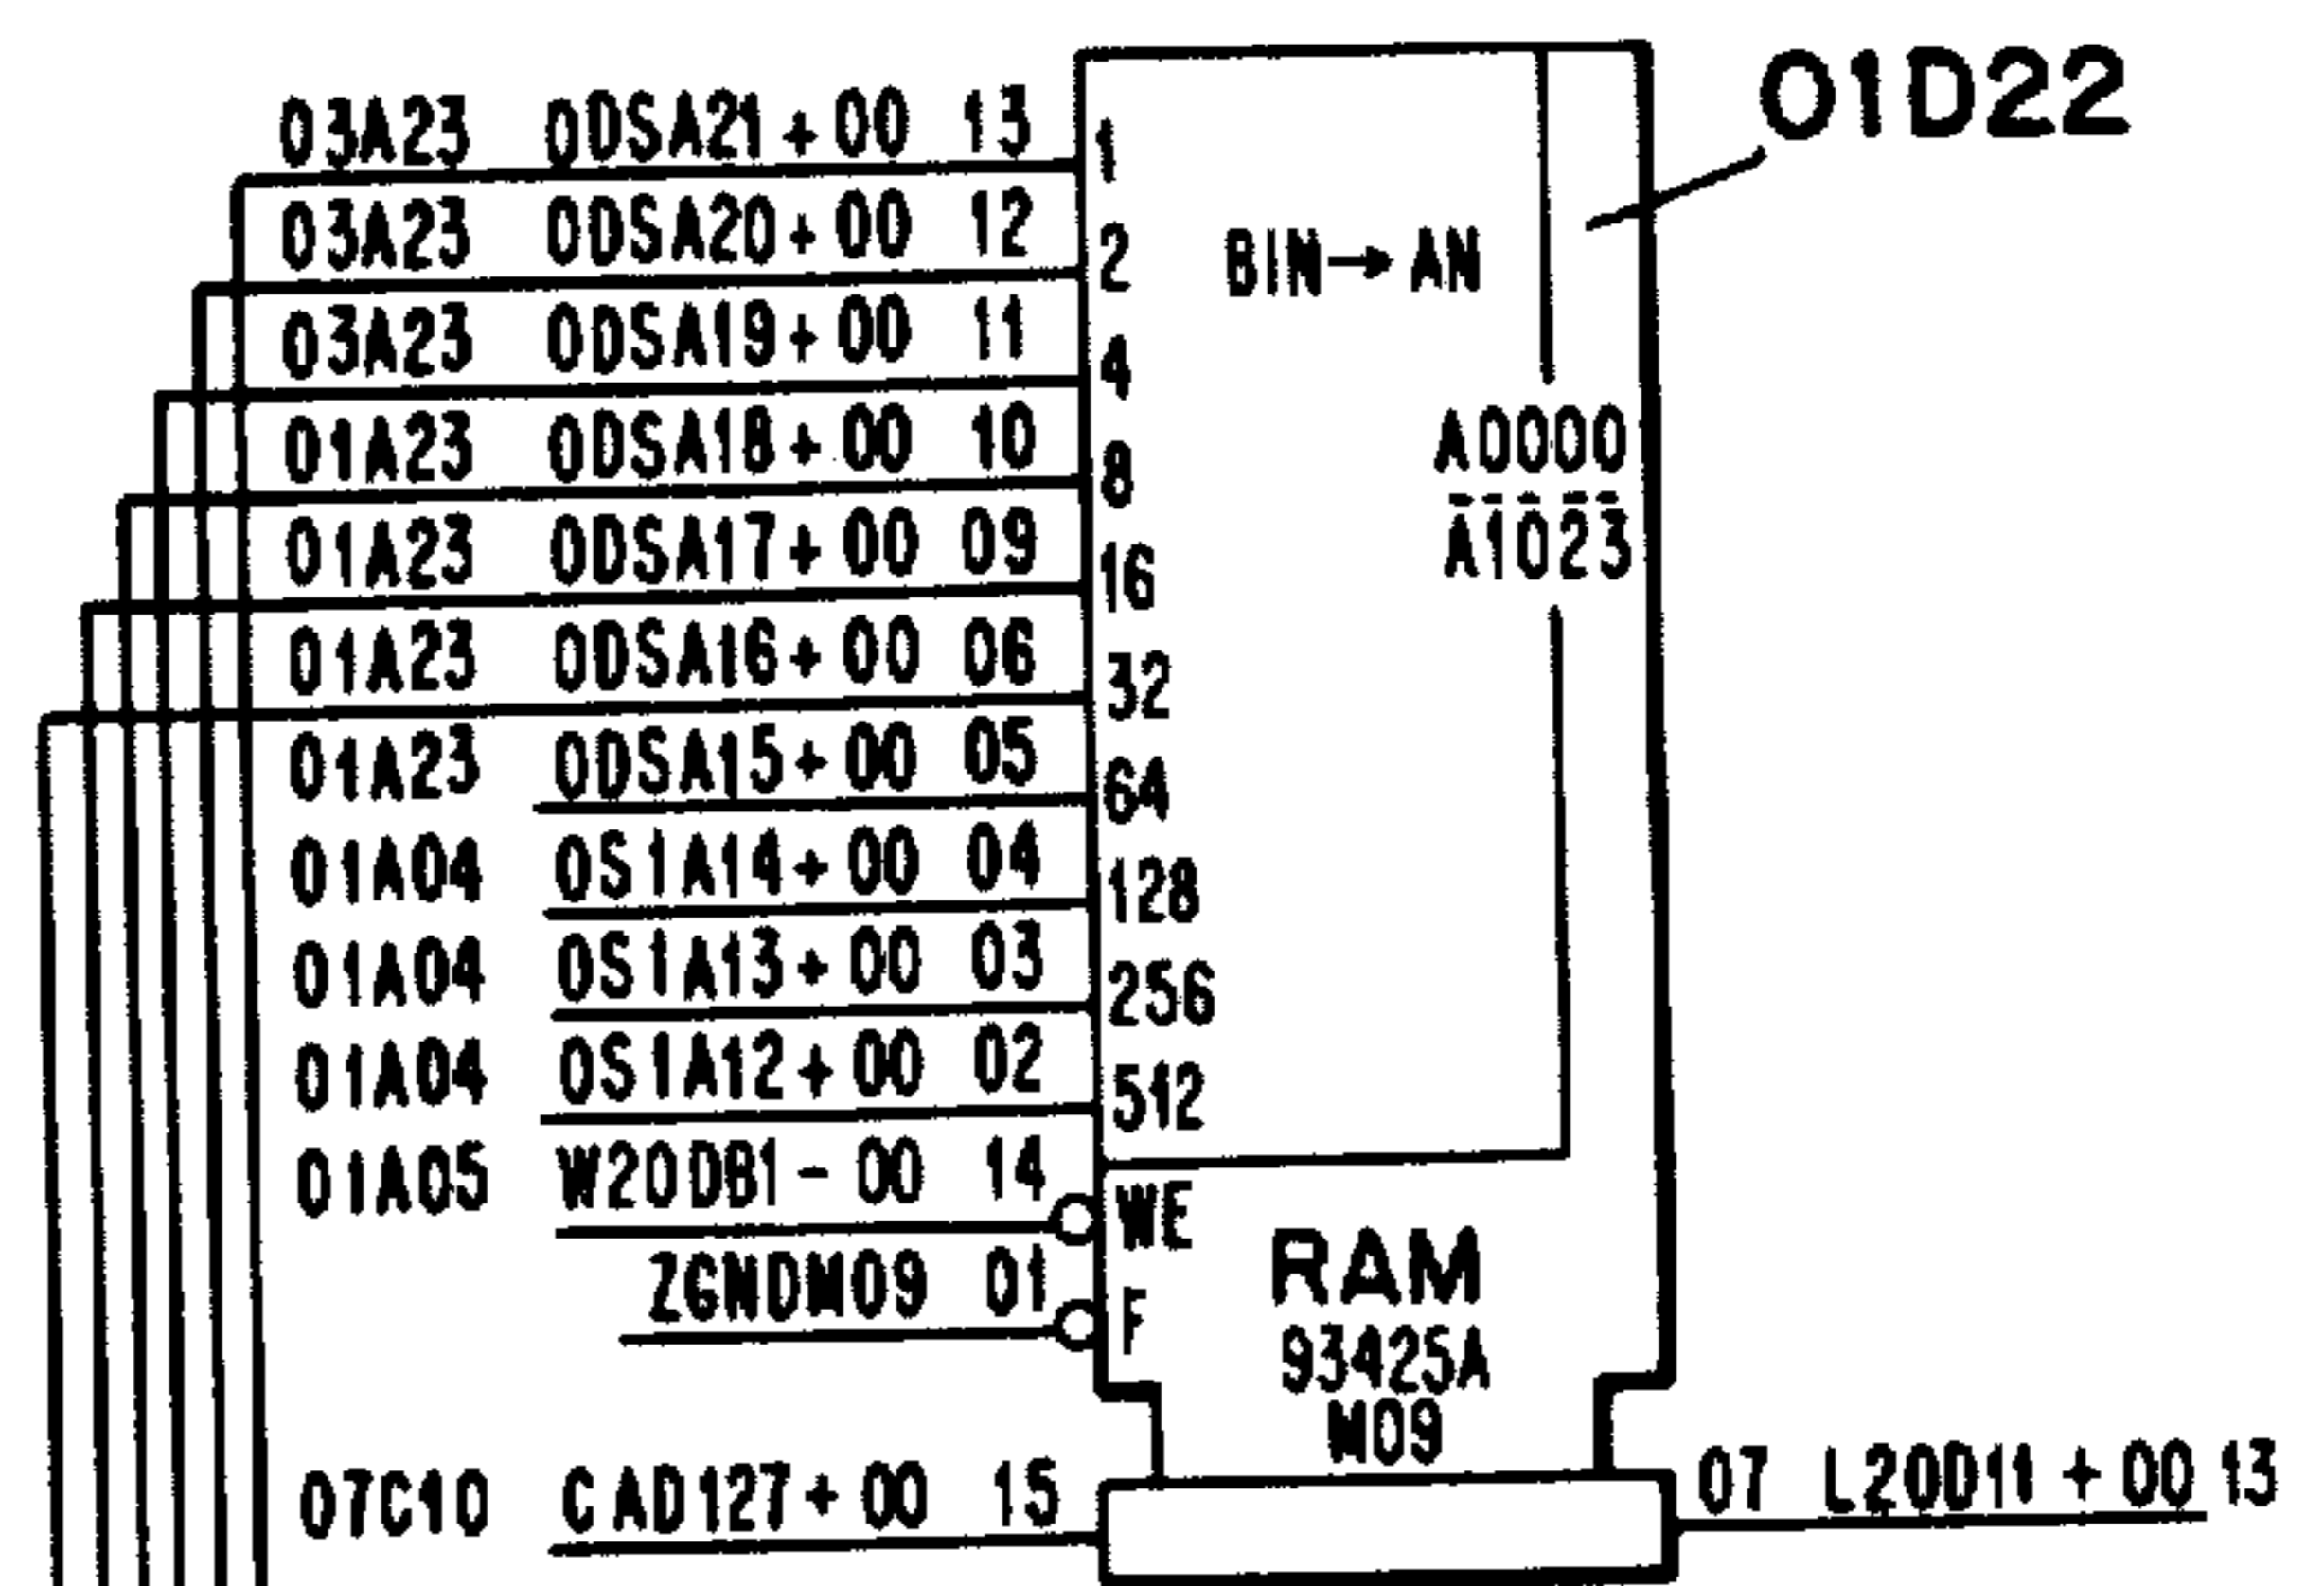 01D22
03A23 0DSA21+00 13 1
03A23 0DSA20+00 12 2
BIN→AN
03A23 0DSA19+00 11 4
A0000
01A23 0DSA18+00 10 8
A1023
01A23 0DSA17+00 09 16
01A23 0DSA16+00 06 32
01A23 0DSA15+00 05 64
01A04 0S1A14+00 04 128
01A04 0S1A13+00 03 256
01A04 0S1A12+00 02 512
01A05 W20DB1-00 14 WE
ZGNDM09 01 F
RAM
93425A
M09
07C10 CAD127+00 15
07 L20D11+00 13